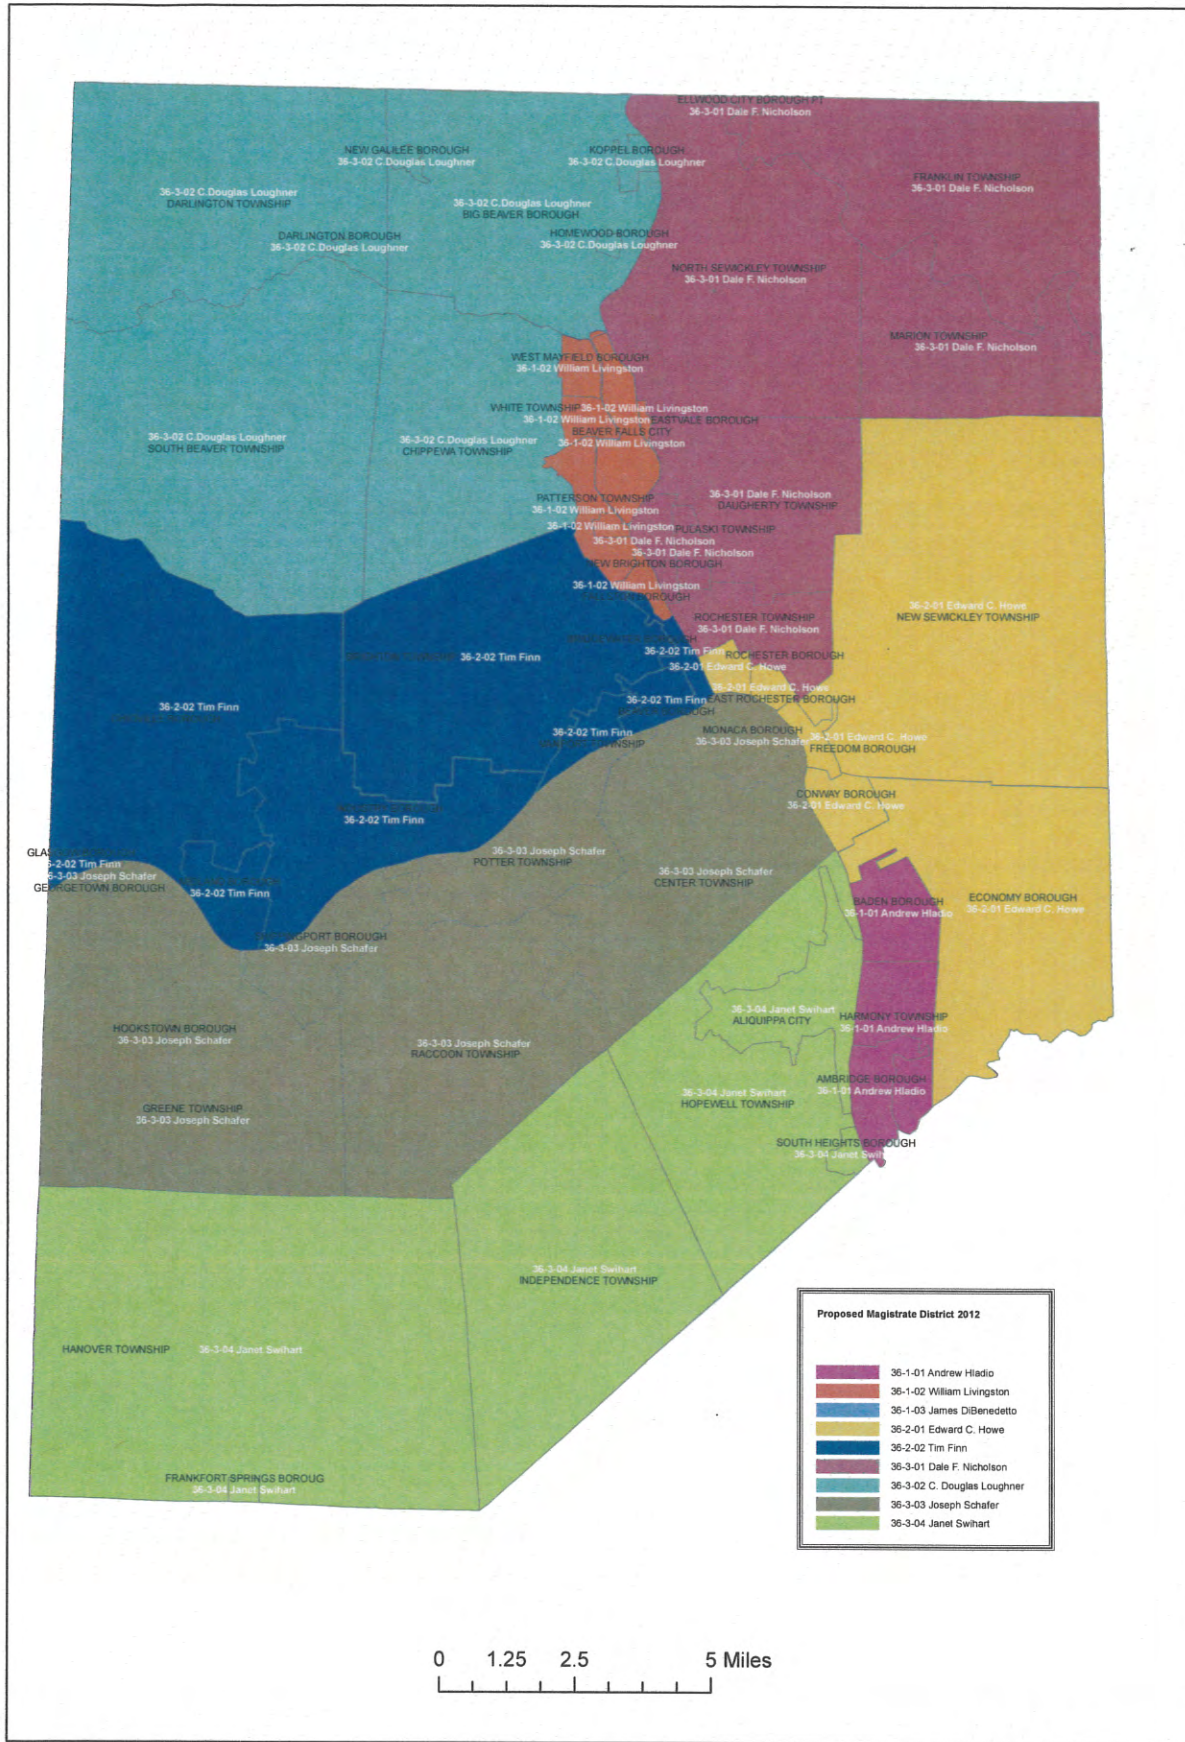 ELLWOOD CITY BOROUGH PT
36-3-01 Dale F. Nicholson
NEW GALILEE BOROUGH
36-3-02 C.Douglas Loughner
KOPPEL BOROUGH
36-3-02 C.Douglas Loughner
FRANKLIN TOWNSHIP
36-3-01 Dale F. Nicholson
36-3-02 C.Douglas Loughner
DARLINGTON TOWNSHIP
36-3-02 C.Douglas Loughner
BIG BEAVER BOROUGH
DARLINGTON BOROUGH
36-3-02 C.Douglas Loughner
HOMEWOOD BOROUGH
36-3-02 C.Douglas Loughner
NORTH SEWICKLEY TOWNSHIP
36-3-01 Dale F. Nicholson
MARION TOWNSHIP
36-3-01 Dale F. Nicholson
WEST MAYFIELD BOROUGH
36-1-02 William Livingston
WHITE TOWNSHIP
36-1-02 William Livingston
36-1-02 William Livingston
EASTVALE BOROUGH
BEAVER FALLS CITY
36-1-02 William Livingston
36-3-02 C.Douglas Loughner
SOUTH BEAVER TOWNSHIP
36-3-02 C.Douglas Loughner
CHIPPEWA TOWNSHIP
PATTERSON TOWNSHIP
36-1-02 William Livingston
36-3-01 Dale F. Nicholson
DAUGHERTY TOWNSHIP
36-1-02 William Livingston
PULASKI TOWNSHIP
36-3-01 Dale F. Nicholson
36-3-01 Dale F. Nicholson
NEW BRIGHTON BOROUGH
36-1-02 William Livingston
BOROUGH
36-2-01 Edward C. Howe
NEW SEWICKLEY TOWNSHIP
ROCHESTER TOWNSHIP
36-3-01 Dale F. Nicholson
36-2-02 Tim Finn
ROCHESTER BOROUGH
36-2-01 Edward C. Howe
36-2-02 Tim Finn
36-2-01 Edward C. Howe
EAST ROCHESTER BOROUGH
36-2-02 Tim Finn
36-2-02 Tim Finn
36-2-02 Tim Finn
MONACA BOROUGH
36-3-03 Joseph Schafer
36-2-01 Edward C. Howe
FREEDOM BOROUGH
CONWAY BOROUGH
36-2-01 Edward C. Howe
36-2-02 Tim Finn
36-3-03 Joseph Schafer
POTTER TOWNSHIP
36-2-02 Tim Finn
36-3-03 Joseph Schafer
GEORGETOWN BOROUGH
36-2-02 Tim Finn
36-3-03 Joseph Schafer
CENTER TOWNSHIP
BADEN BOROUGH
36-1-01 Andrew Hladio
ECONOMY BOROUGH
36-2-01 Edward C. Howe
BOROUGH
36-3-03 Joseph Schafer
36-3-04 Janet Swihart
ALIQUIPPA CITY
HARMONY TOWNSHIP
36-1-01 Andrew Hladio
HOOKSTOWN BOROUGH
36-3-03 Joseph Schafer
36-3-03 Joseph Schafer
RACCOON TOWNSHIP
AMBRIDGE BOROUGH
36-1-01 Andrew Hladio
36-3-04 Janet Swihart
HOPEWELL TOWNSHIP
GREENE TOWNSHIP
36-3-03 Joseph Schafer
SOUTH HEIGHTS BOROUGH
36-3-04 Janet Swih
36-3-04 Janet Swihart
INDEPENDENCE TOWNSHIP
HANOVER TOWNSHIP 36-3-04 Janet Swihart
FRANKFORT SPRINGS BOROUG
36-3-04 Janet Swihart
Proposed Magistrate District 2012
36-1-01 Andrew Hladio
36-1-02 William Livingston
36-1-03 James DiBenedetto
36-2-01 Edward C. Howe
36-2-02 Tim Finn
36-3-01 Dale F. Nicholson
36-3-02 C. Douglas Loughner
36-3-03 Joseph Schafer
36-3-04 Janet Swihart
0 1.25 2.5 5 Miles